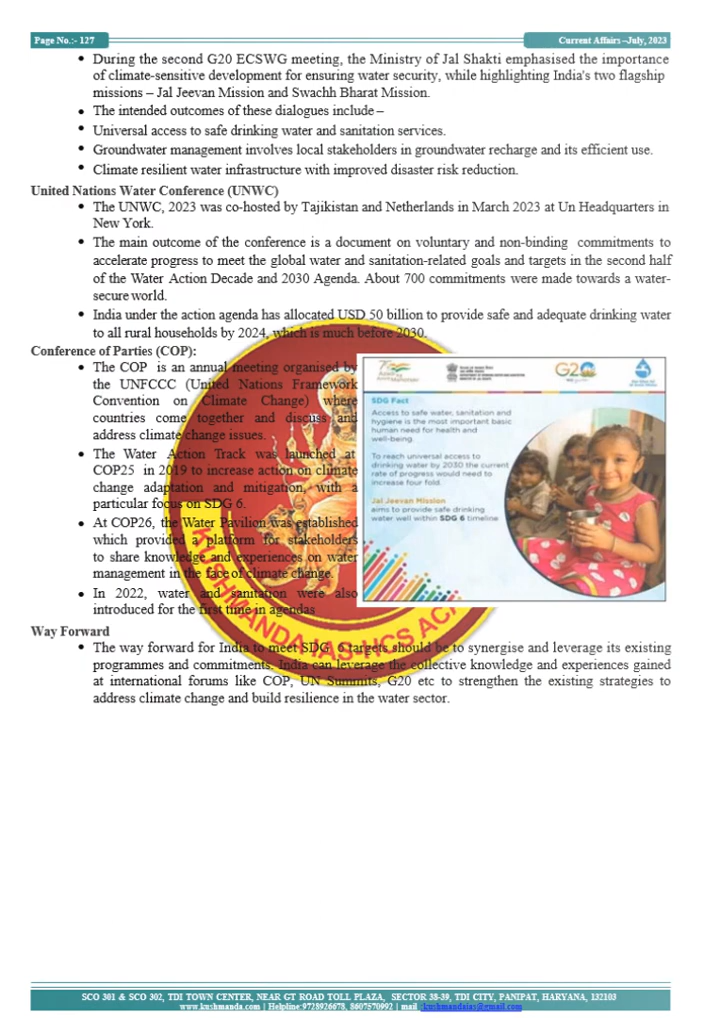 Page No.:- 127
Current Affairs –July, 2023
• During the second G20 ECSWG meeting, the Ministry of Jal Shakti emphasised the importance
of climate-sensitive development for ensuring water security, while highlighting India's two flagship
missions – Jal Jeevan Mission and Swachh Bharat Mission.
• The intended outcomes of these dialogues include –
• Universal access to safe drinking water and sanitation services.
• Groundwater management involves local stakeholders in groundwater recharge and its efficient use.
• Climate resilient water infrastructure with improved disaster risk reduction.
United Nations Water Conference (UNWC)
• The UNWC, 2023 was co-hosted by Tajikistan and Netherlands in March 2023 at Un Headquarters in
New York.
• The main outcome of the conference is a document on voluntary and non-binding commitments to
accelerate progress to meet the global water and sanitation-related goals and targets in the second half
of the Water Action Decade and 2030 Agenda. About 700 commitments were made towards a water-
secure world.
• India under the action agenda has allocated USD 50 billion to provide safe and adequate drinking water
to all rural households by 2024, which is much before 2030.
Conference of Parties (COP):
• The COP is an annual meeting organised by
the UNFCCC (United Nations Framework
Convention on Climate Change) where
countries come together and discuss and
address climate change issues.
• The Water Action Track was launched at
COP25 in 2019 to increase action on climate
change adaptation and mitigation, with a
particular focus on SDG 6.
• At COP26, the Water Pavilion was established
which provided a platform for stakeholders
to share knowledge and experiences on water
management in the face of climate change.
• In 2022, water and sanitation were also
introduced for the first time in agendas
G20
SDG Fact
Access to safe water, sanitation and
hygiene is the most important basic
human need for health and
well-being.
To reach universal access to
drinking water by 2030 the current
rate of progress would need to
increase four fold.
Jal Jeevan Mission
aims to provide safe drinking
water well within SDG 6 timeline
KUSHMANDA IAS-HCS AC
Way Forward
• The way forward for India to meet SDG 6 targets should be to synergise and leverage its existing
programmes and commitments. India can leverage the collective knowledge and experiences gained
at international forums like COP, UN Summits, G20 etc to strengthen the existing strategies to
address climate change and build resilience in the water sector.
SCO 301 & SCO 302, TDI TOWN CENTER, NEAR GT ROAD TOLL PLAZA, SECTOR 38-39, TDI CITY, PANIPAT, HARYANA, 132103
www.kushmanda.com | Helpline:9728926678, 8607570992 | mail :kushmandaias@gmail.com